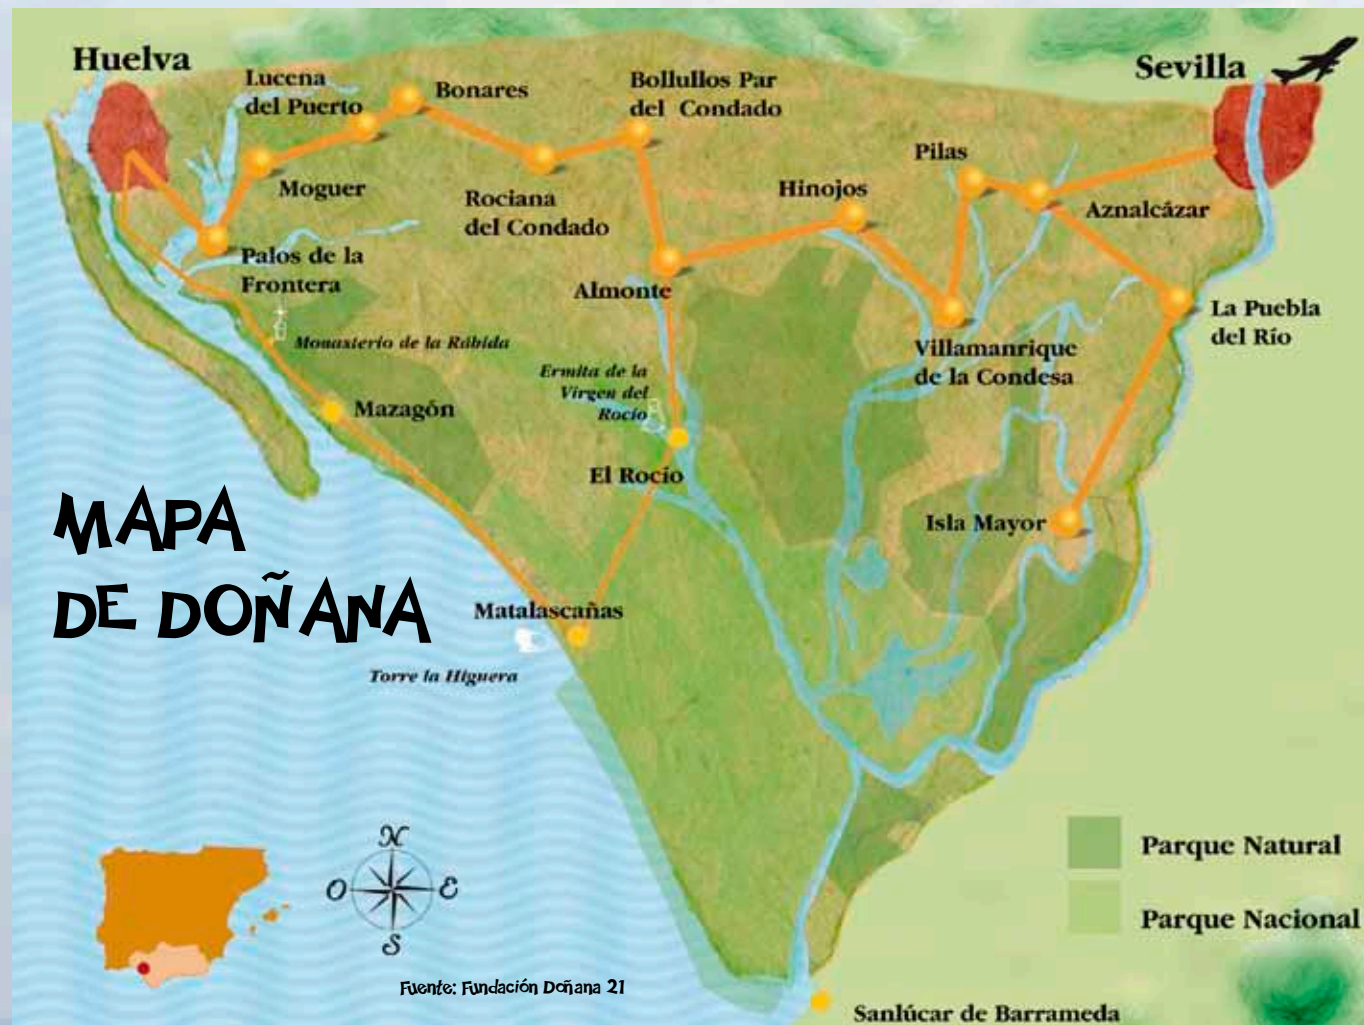 Huelva
Sevilla
Lucena
del Puerto
Bonares
Bollullos Par
del Condado
Pilas
Moguer
Rociana
del Condado
Hinojos
Aznalcázar
Palos de la
Frontera
Almonte
La Puebla
del Río
Monasterio de la Rábida
Villamanrique
de la Condesa
Ermita de la
Virgen del
Rocío
Mazagón
El Rocío
Isla Mayor
MAPA
DE DOÑANA
Matalascañas
Torre la Higuera
N
O
E
S
Parque Natural
Parque Nacional
Fuente: Fundación Doñana 21
Sanlúcar de Barrameda